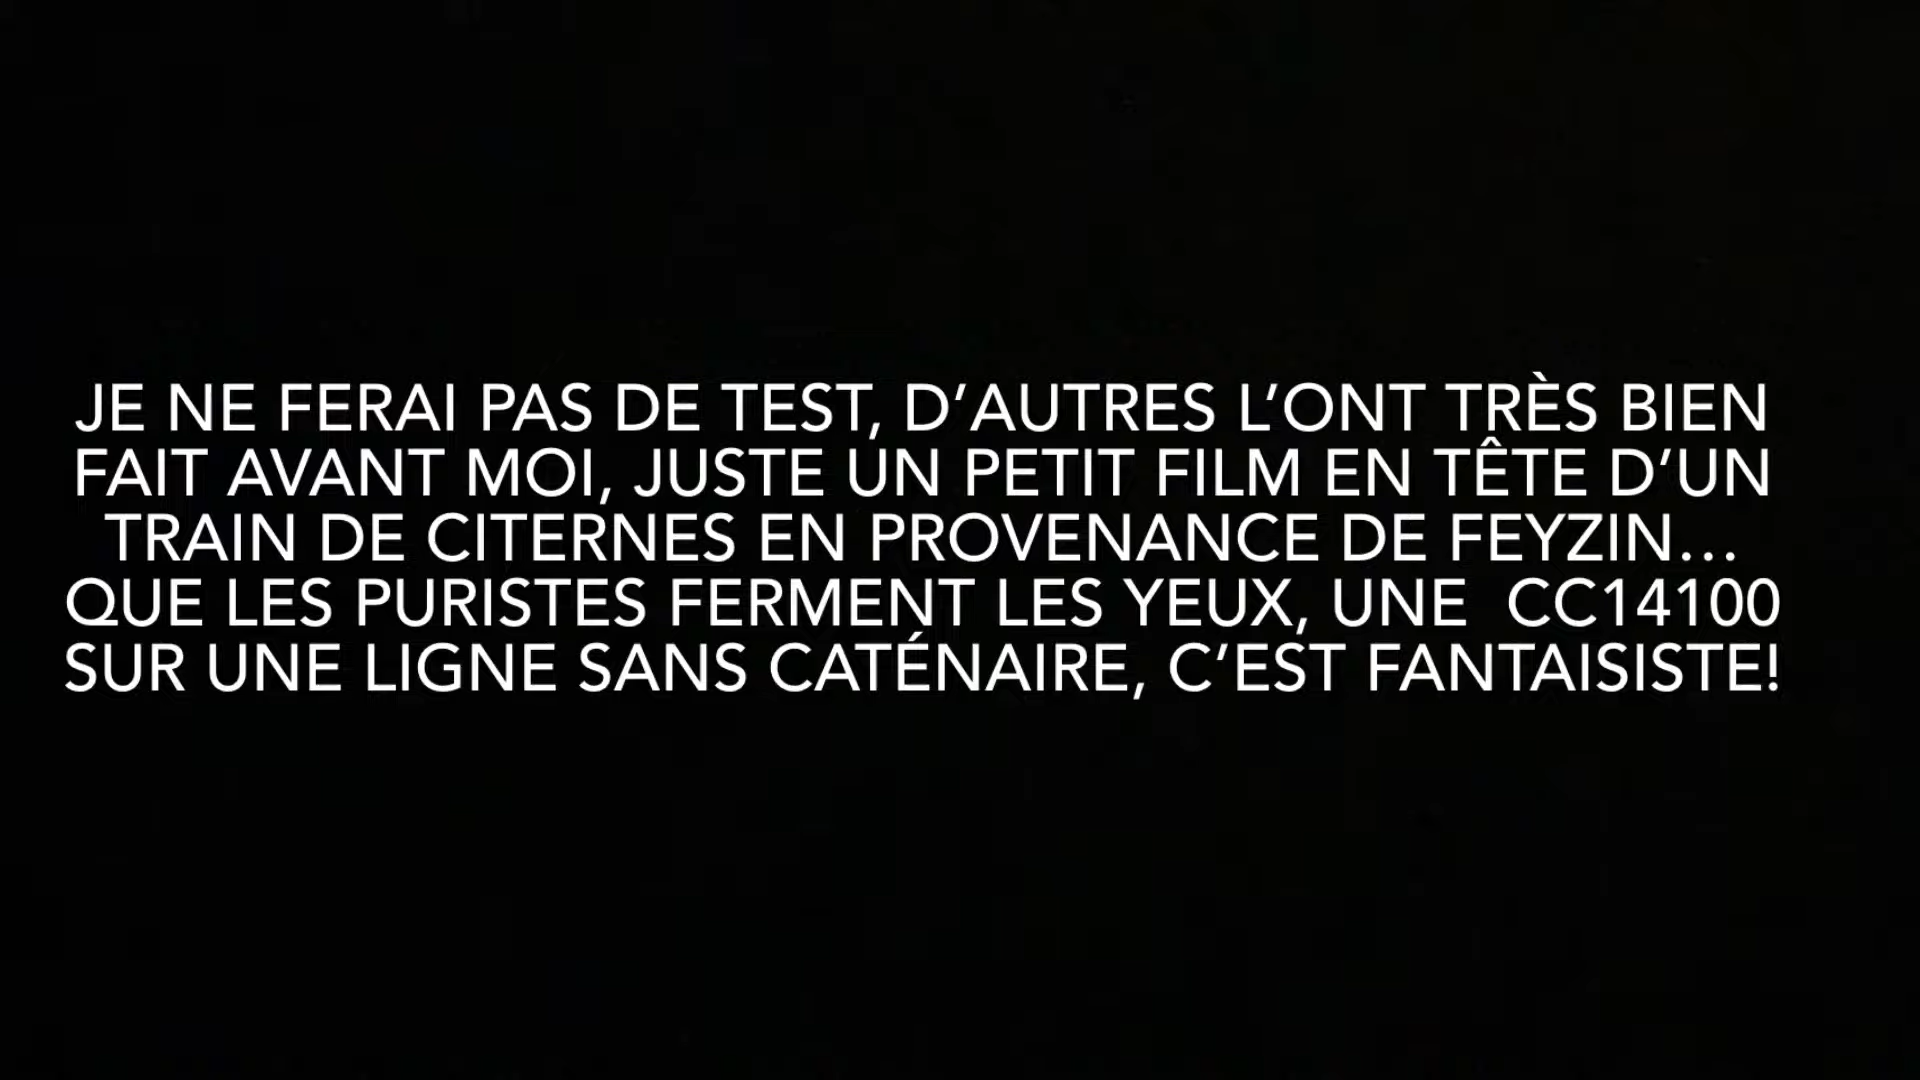 JE NE FERAI PAS DE TEST, D’AUTRES L’ONT TRÈS BIEN
FAIT AVANT MOI, JUSTE UN PETIT FILM EN TÊTE D’UN
TRAIN DE CITERNES EN PROVENANCE DE FEYZIN…
QUE LES PURISTES FERMENT LES YEUX, UNE  CC14100
SUR UNE LIGNE SANS CATÉNAIRE, C’EST FANTAISISTE!